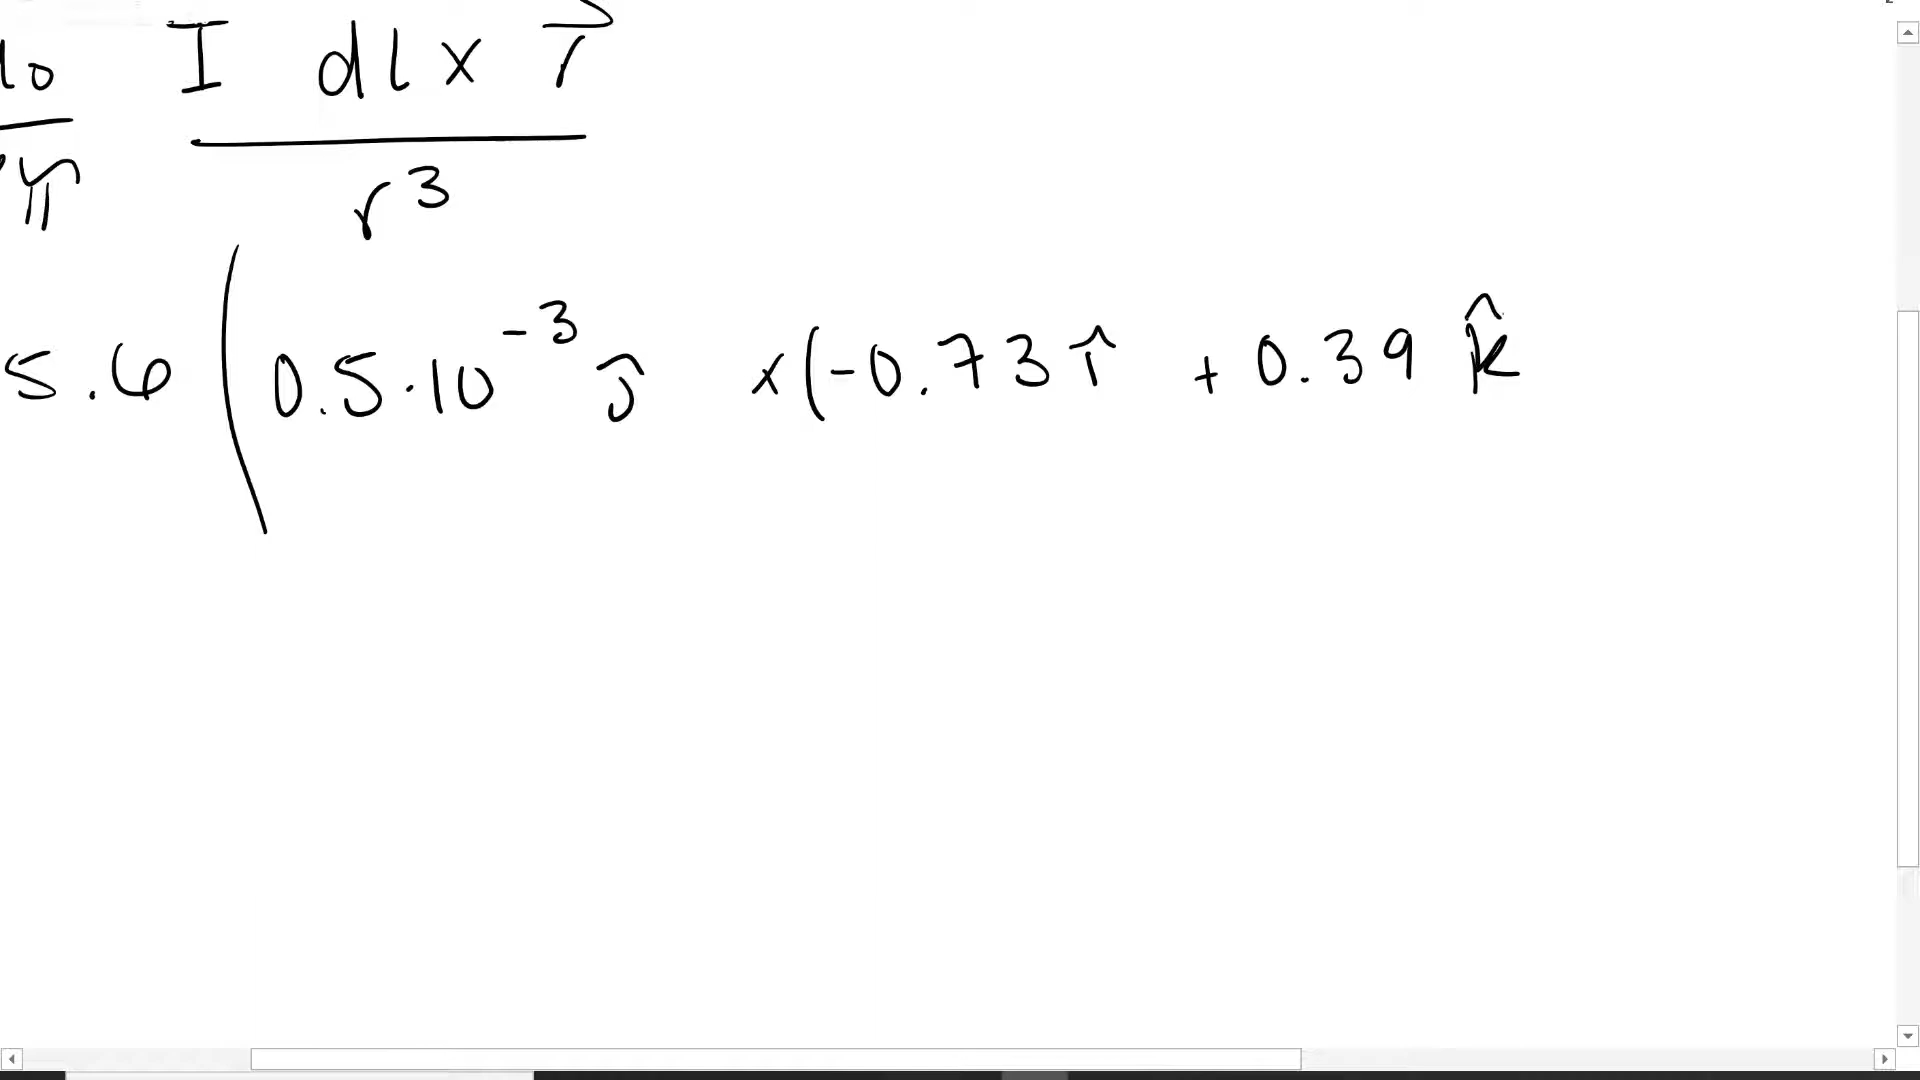 I dl x r⃗
π r³
5.6 ( 0.5·10⁻³ ĵ x (-0.73 î + 0.39 k̂